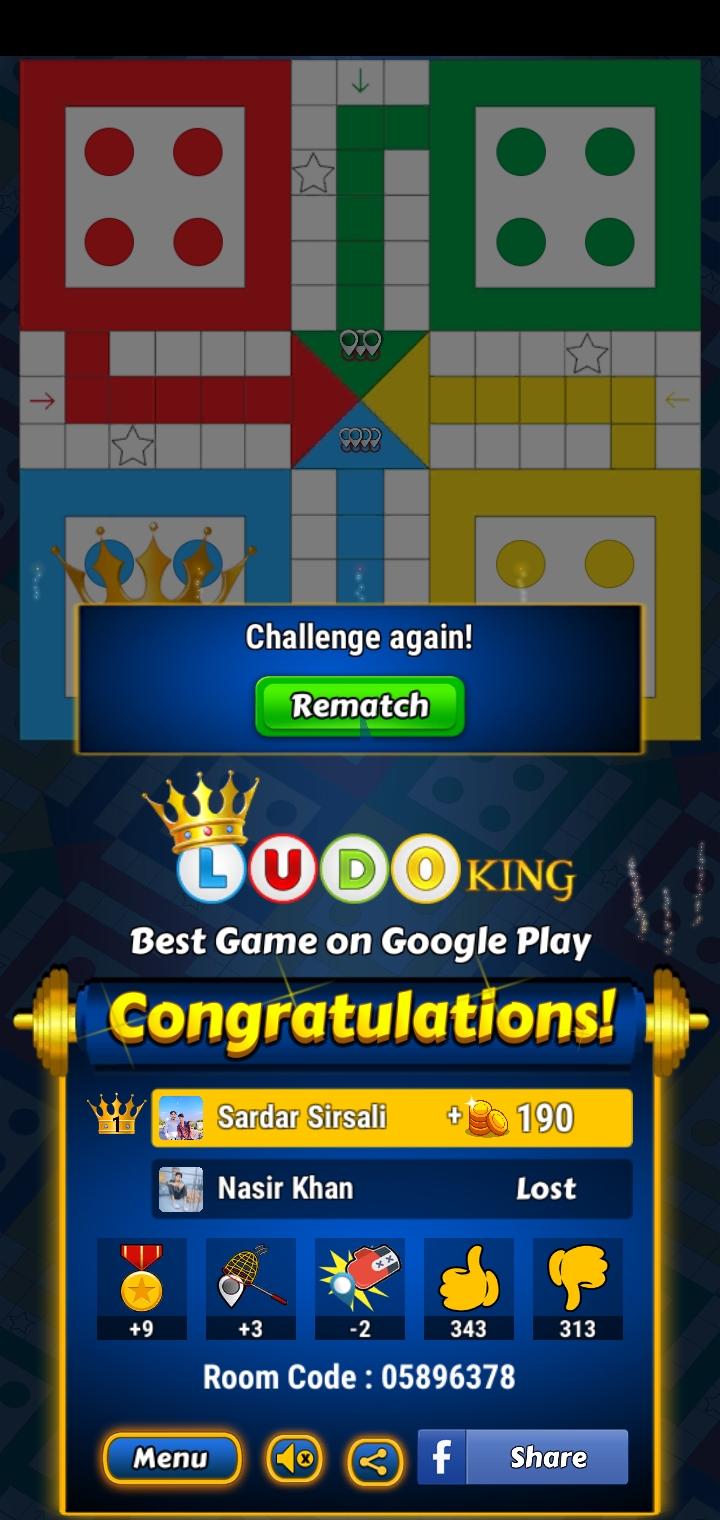 Challenge again!
Rematch
LUDO KING
Best Game on Google Play
Congratulations!
1 Sardar Sirsali + 190
Nasir Khan Lost
+9 +3 -2 343 313
Room Code : 05896378
Menu f Share